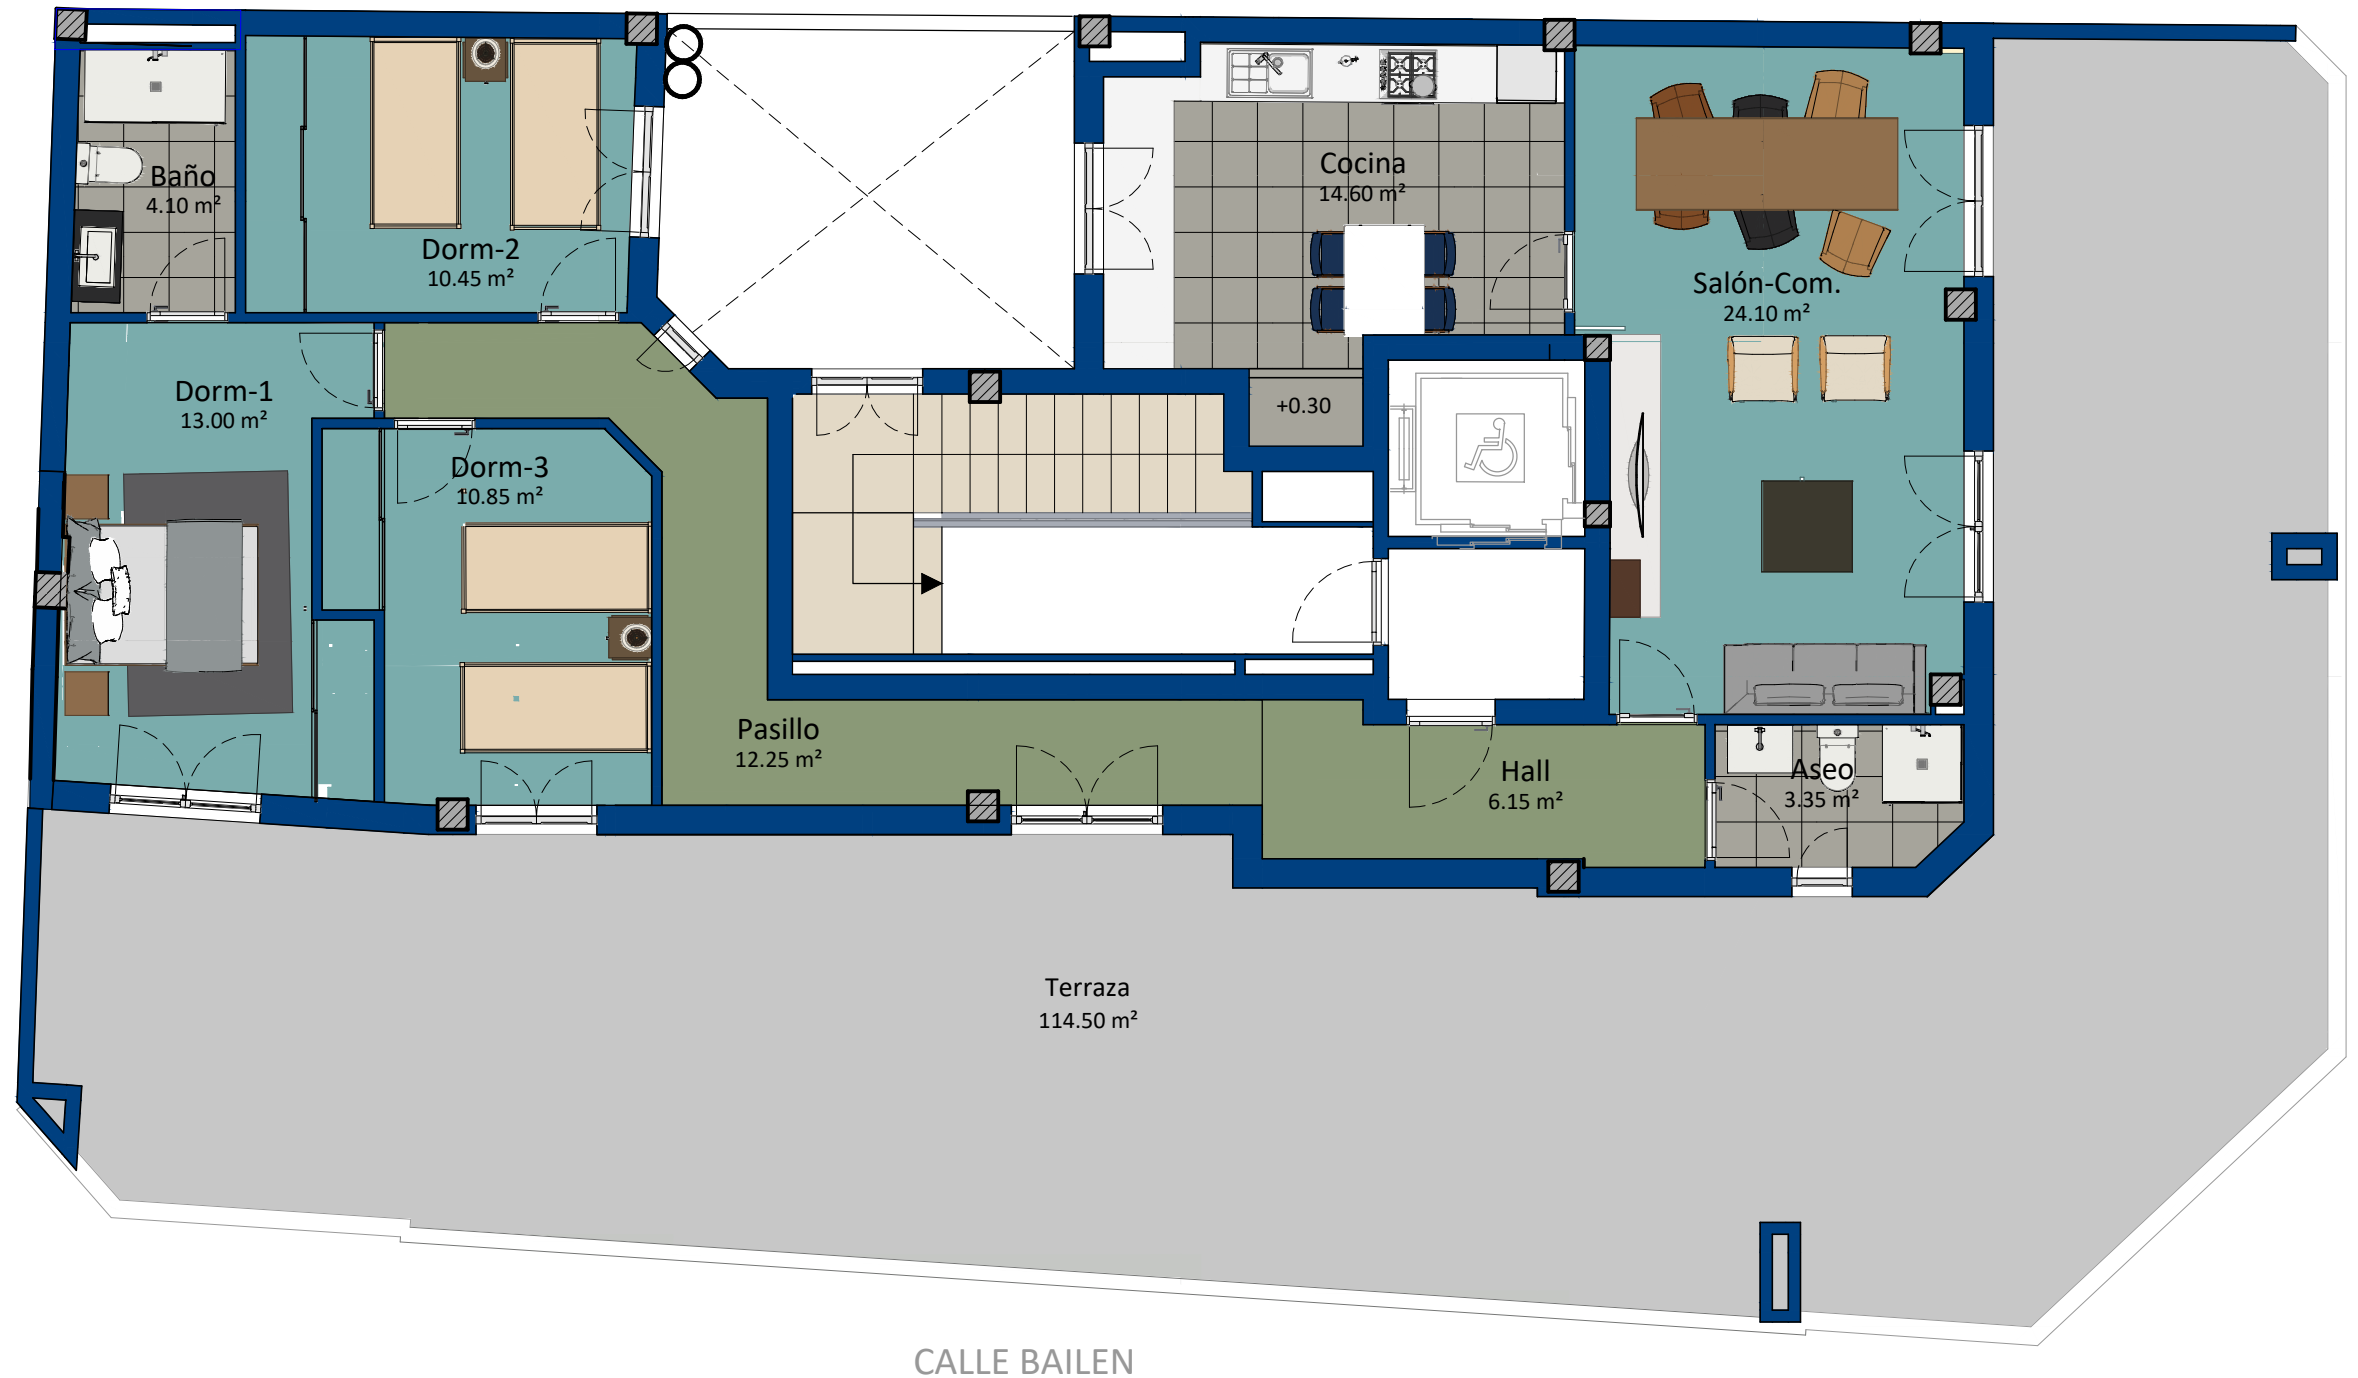 Baño
4.10 m²
Dorm-2
10.45 m²
Cocina
14.60 m²
Salón-Com.
24.10 m²
Dorm-1
13.00 m²
+0.30
Dorm-3
10.85 m²
Pasillo
12.25 m²
Hall
6.15 m²
Aseo
3.35 m²
Terraza
114.50 m²
CALLE BAILEN